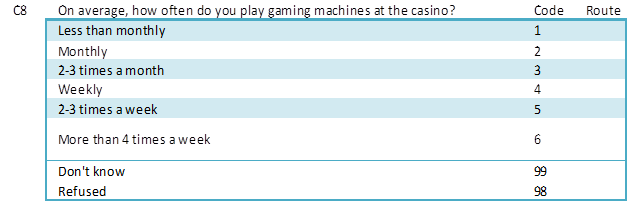 C8 On average, how often do you play gaming machines at the casino? Code Route
Less than monthly 1
Monthly 2
2-3 times a month 3
Weekly 4
2-3 times a week 5
More than 4 times a week 6
Don't know 99
Refused 98